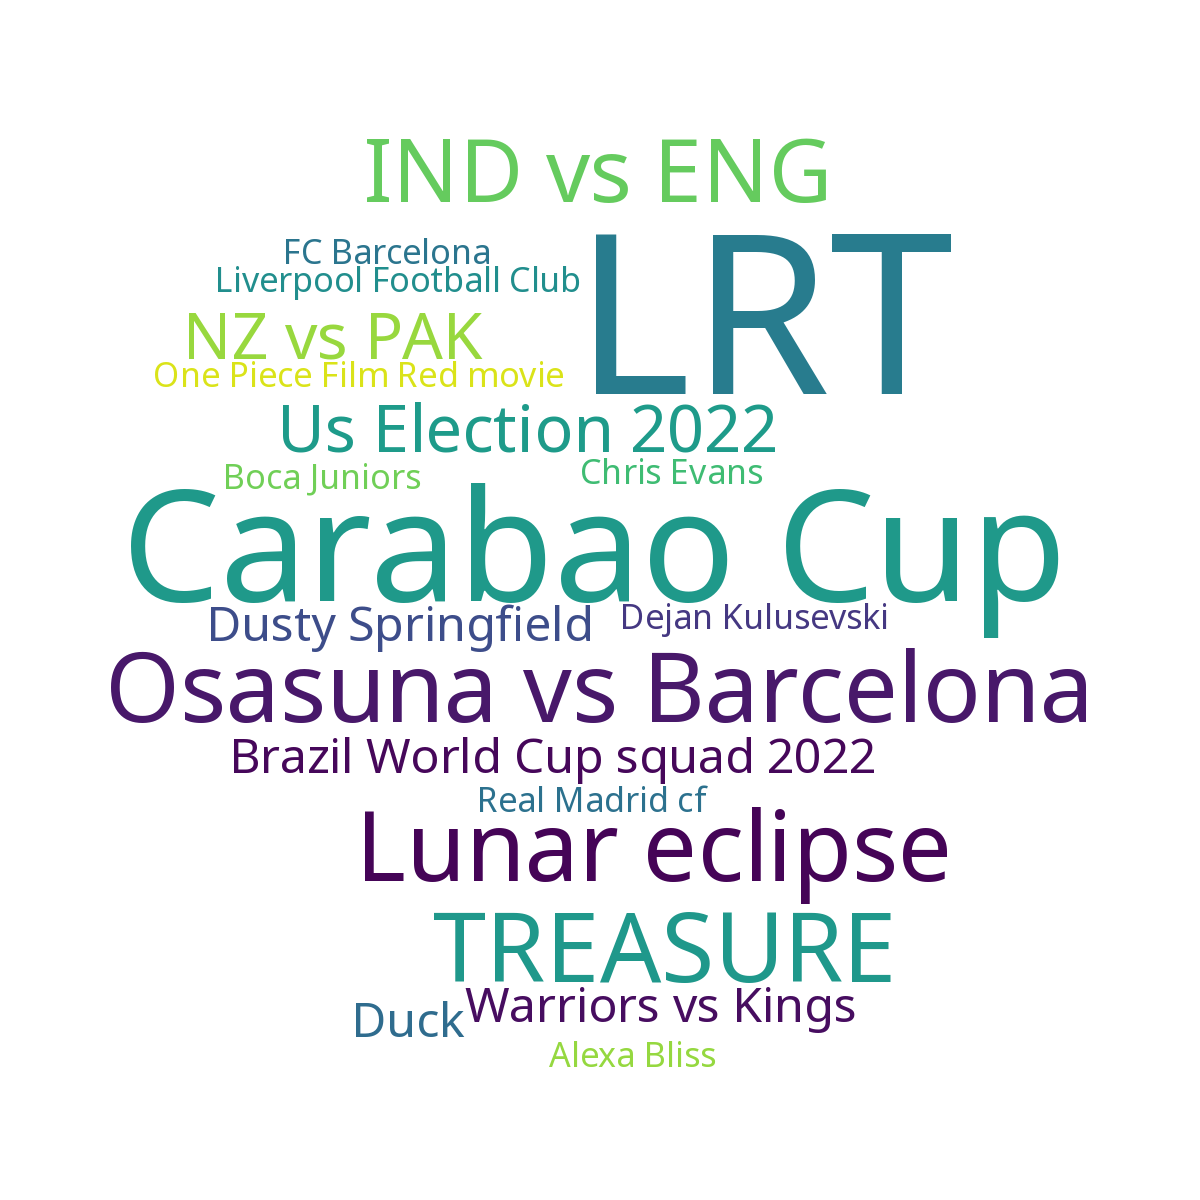 IND vs ENG
LRT
FC Barcelona
Liverpool Football Club
NZ vs PAK
One Piece Film Red movie
Us Election 2022
Boca Juniors
Chris Evans
Carabao Cup
Dusty Springfield
Dejan Kulusevski
Osasuna vs Barcelona
Brazil World Cup squad 2022
Real Madrid cf
Lunar eclipse
TREASURE
Warriors vs Kings
Duck
Alexa Bliss